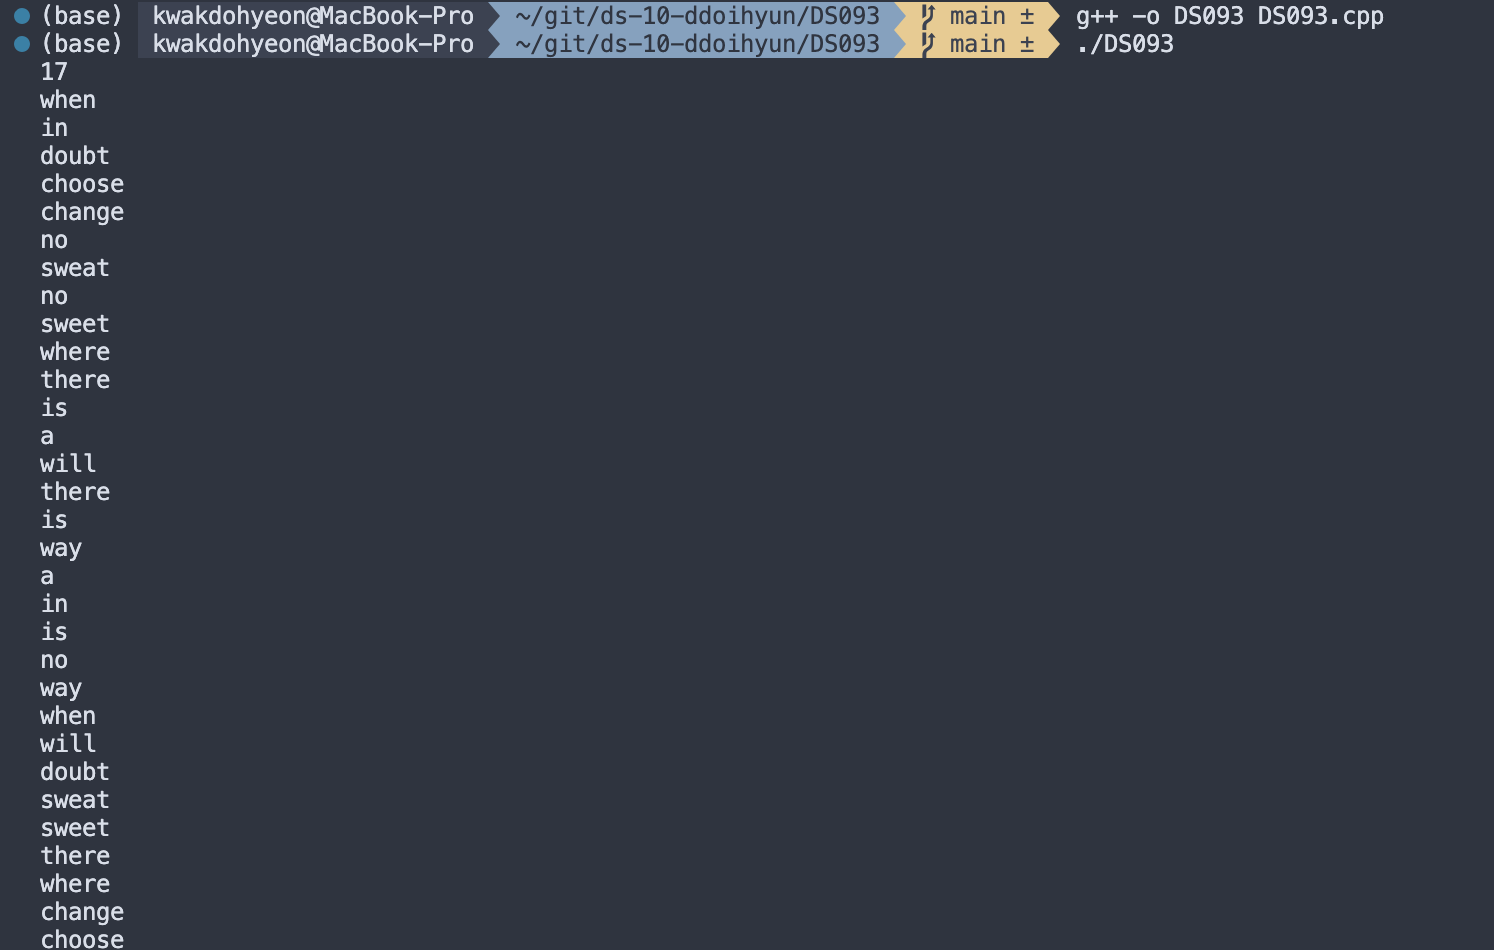 (base) kwakdohyeon@MacBook-Pro ~/git/ds-10-ddoihyun/DS093 main ± g++ -o DS093 DS093.cpp
(base) kwakdohyeon@MacBook-Pro ~/git/ds-10-ddoihyun/DS093 main ± ./DS093
17
when
in
doubt
choose
change
no
sweat
no
sweet
where
there
is
a
will
there
is
way
a
in
is
no
way
when
will
doubt
sweat
sweet
there
where
change
choose